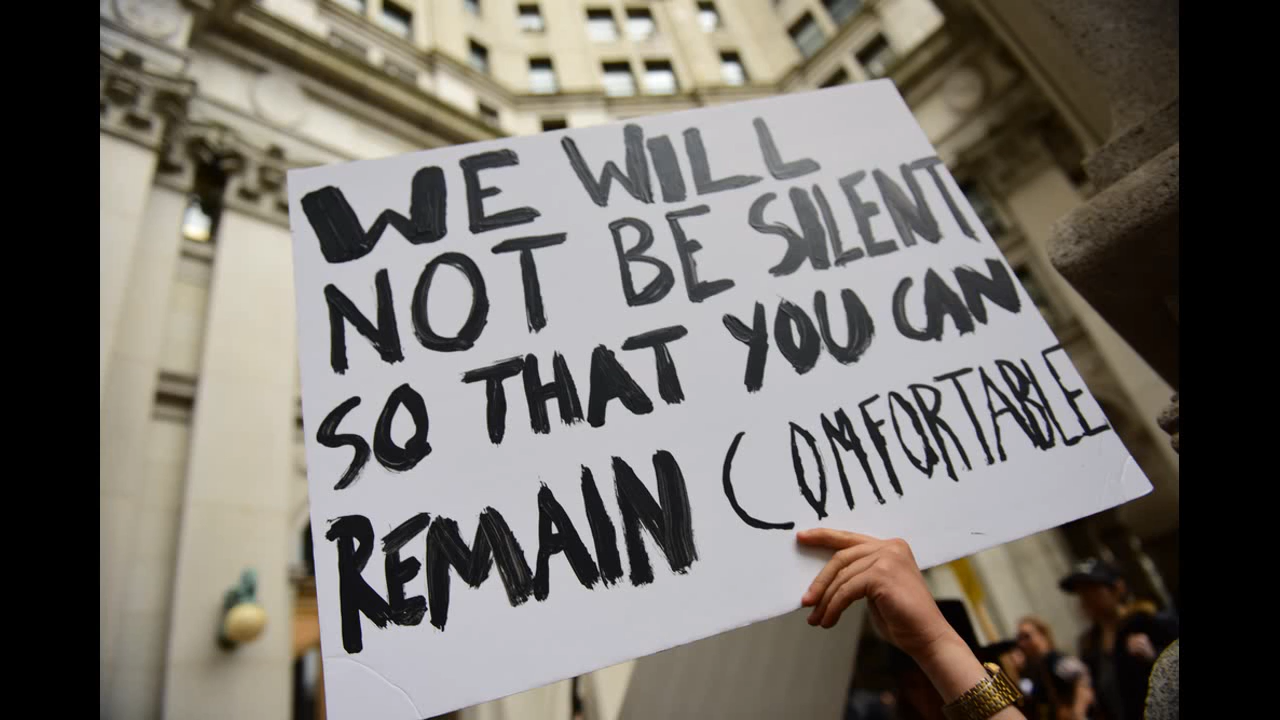 WE WILL
NOT BE SILENT
SO THAT YOU CAN
REMAIN COMFORTABLE